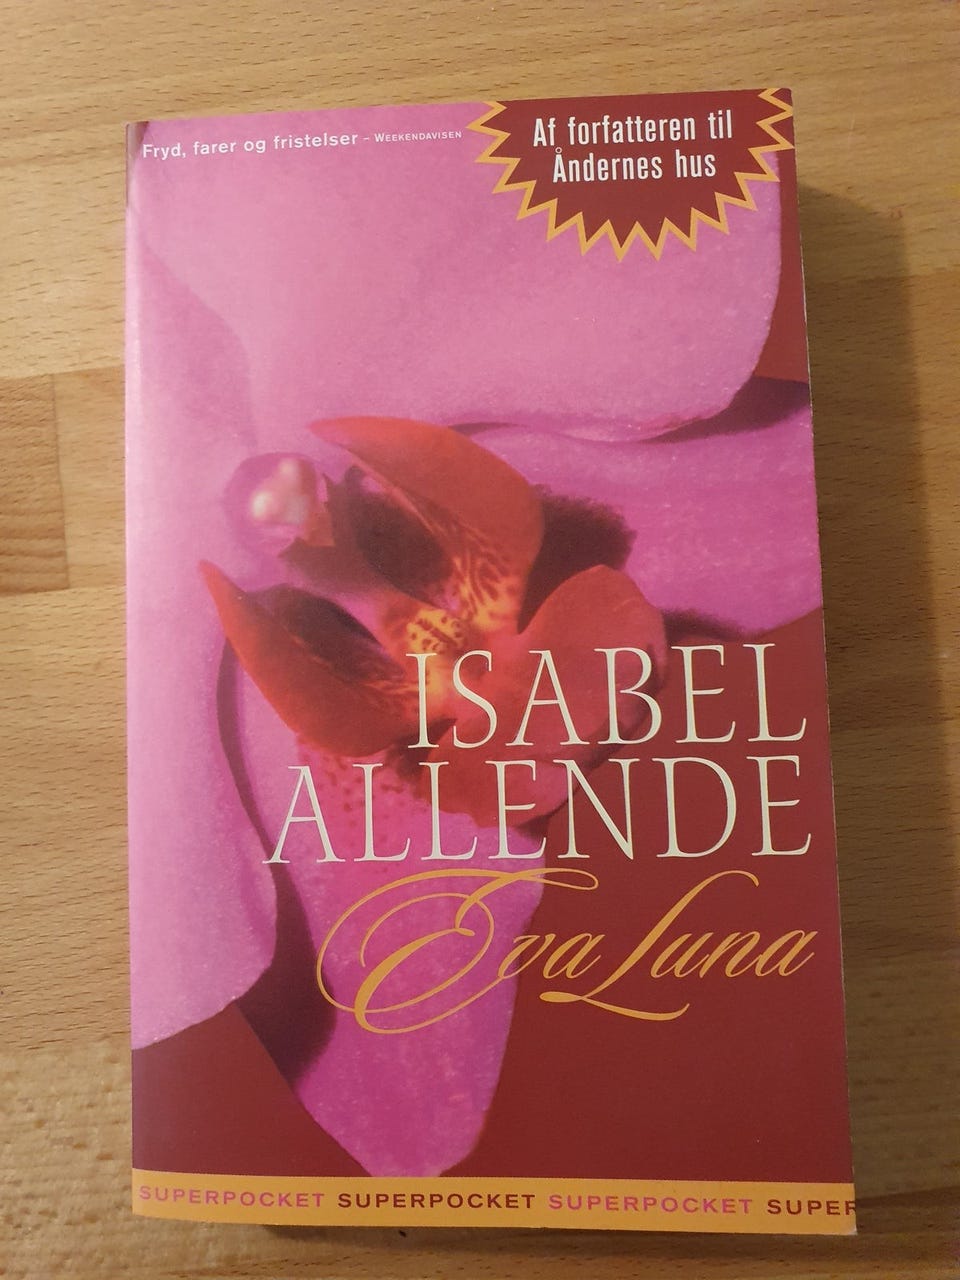 Fryd, farer og fristelser – WEEKENDAVISEN
Af forfatteren til
Åndernes hus
ISABEL
ALLENDE
Eva Luna
SUPERPOCKET SUPERPOCKET SUPERPOCKET SUPER